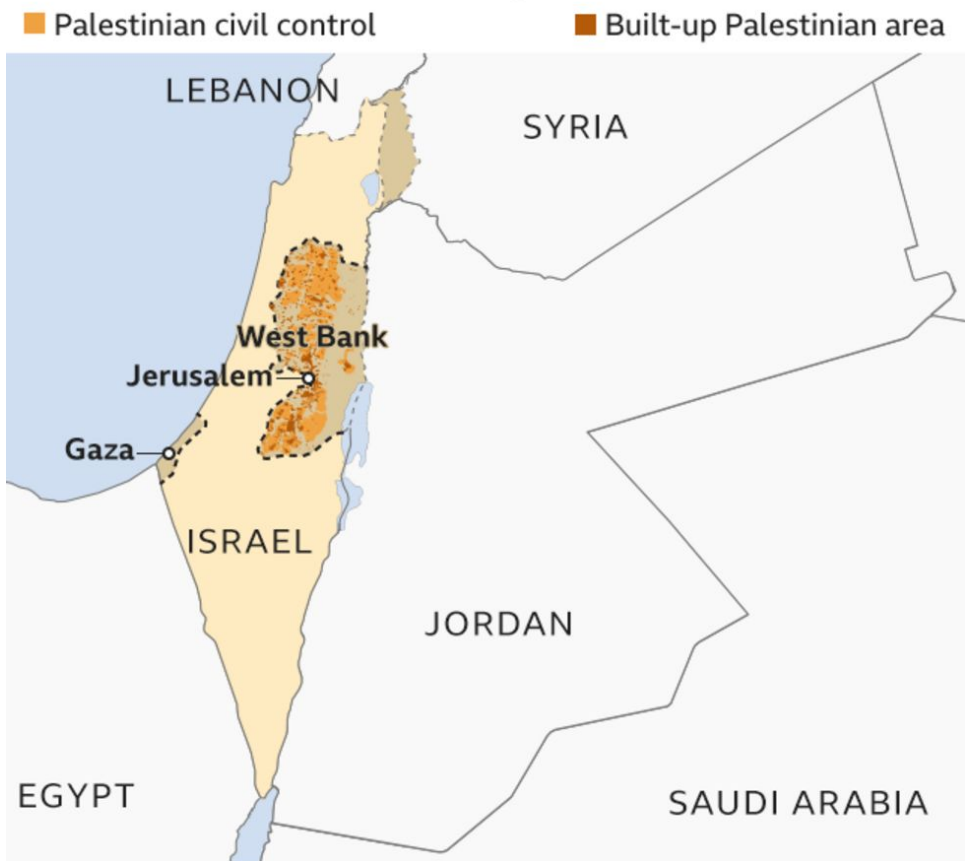 Palestinian civil control
Built-up Palestinian area
LEBANON
SYRIA
West Bank
Jerusalem
Gaza
ISRAEL
JORDAN
EGYPT
SAUDI ARABIA